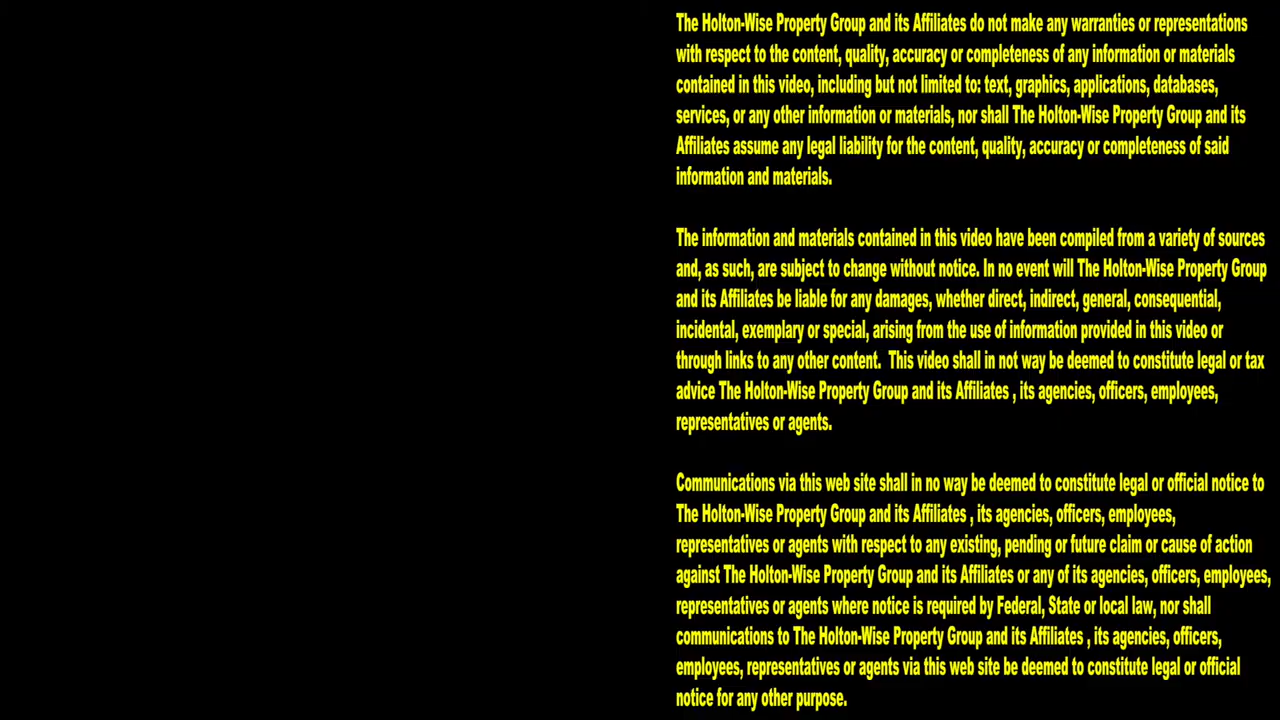 The Holton-Wise Property Group and its Affiliates do not make any warranties or representations
with respect to the content, quality, accuracy or completeness of any information or materials
contained in this video, including but not limited to: text, graphics, applications, databases,
services, or any other information or materials, nor shall The Holton-Wise Property Group and its
Affiliates assume any legal liability for the content, quality, accuracy or completeness of said
information and materials.
The information and materials contained in this video have been compiled from a variety of sources
and, as such, are subject to change without notice. In no event will The Holton-Wise Property Group
and its Affiliates be liable for any damages, whether direct, indirect, general, consequential,
incidental, exemplary or special, arising from the use of information provided in this video or
through links to any other content.  This video shall in not way be deemed to constitute legal or tax
advice The Holton-Wise Property Group and its Affiliates , its agencies, officers, employees,
representatives or agents.
Communications via this web site shall in no way be deemed to constitute legal or official notice to
The Holton-Wise Property Group and its Affiliates , its agencies, officers, employees,
representatives or agents with respect to any existing, pending or future claim or cause of action
against The Holton-Wise Property Group and its Affiliates or any of its agencies, officers, employees,
representatives or agents where notice is required by Federal, State or local law, nor shall
communications to The Holton-Wise Property Group and its Affiliates , its agencies, officers,
employees, representatives or agents via this web site be deemed to constitute legal or official
notice for any other purpose.